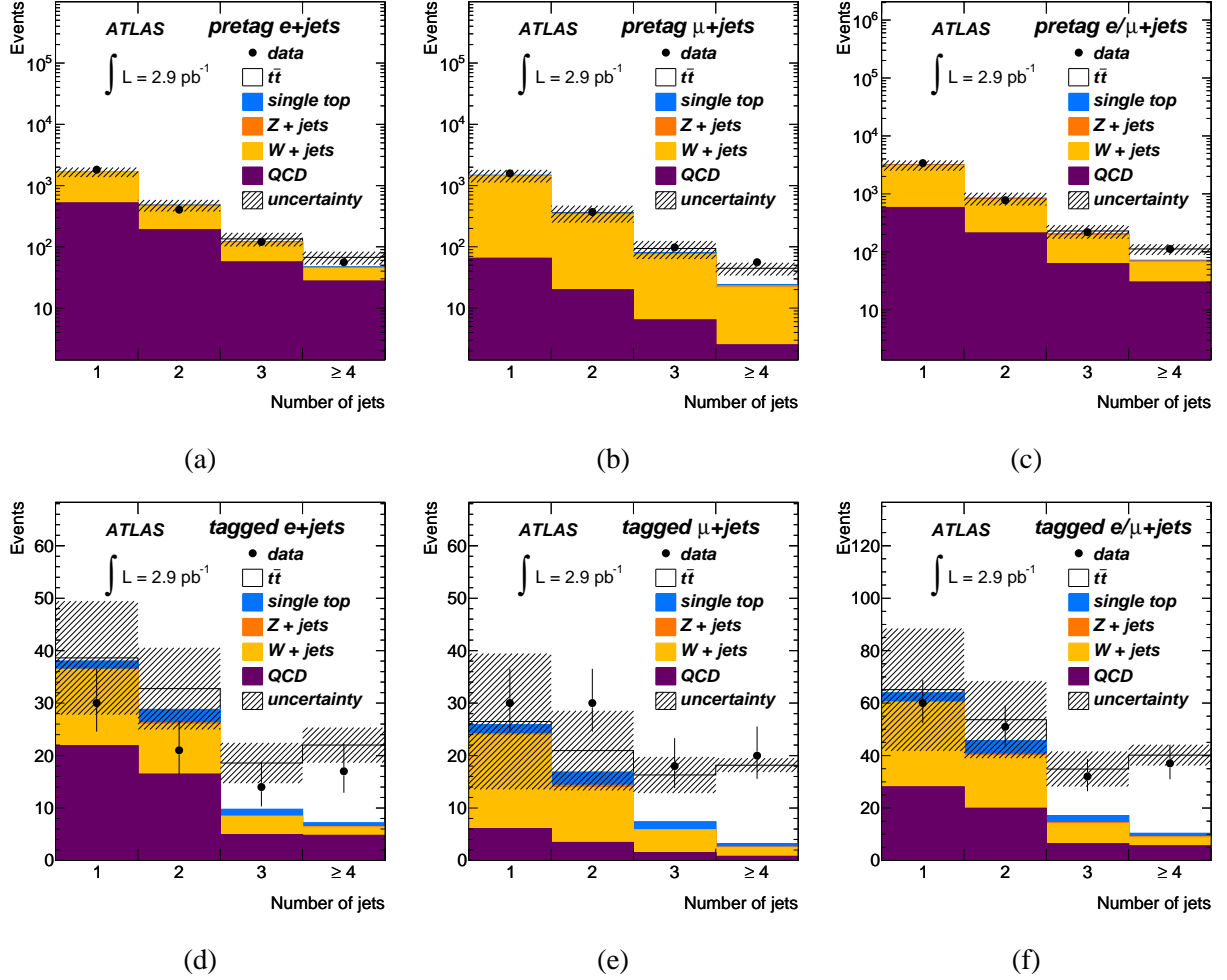 Events
ATLAS pretag e+jets
∫ L = 2.9 pb⁻¹
data
tt̄
single top
Z + jets
W + jets
QCD
uncertainty
10⁵
10⁴
10³
10²
10
1 2 3 ≥ 4
Number of jets
(a)
Events
ATLAS pretag μ+jets
∫ L = 2.9 pb⁻¹
data
tt̄
single top
Z + jets
W + jets
QCD
uncertainty
10⁵
10⁴
10³
10²
10
1 2 3 ≥ 4
Number of jets
(b)
Events
ATLAS pretag e/μ+jets
∫ L = 2.9 pb⁻¹
data
tt̄
single top
Z + jets
W + jets
QCD
uncertainty
10⁶
10⁵
10⁴
10³
10²
10
1 2 3 ≥ 4
Number of jets
(c)
Events
ATLAS tagged e+jets
∫ L = 2.9 pb⁻¹
data
tt̄
single top
Z + jets
W + jets
QCD
uncertainty
60
50
40
30
20
10
0
1 2 3 ≥ 4
Number of jets
(d)
Events
ATLAS tagged μ+jets
∫ L = 2.9 pb⁻¹
data
tt̄
single top
Z + jets
W + jets
QCD
uncertainty
60
50
40
30
20
10
0
1 2 3 ≥ 4
Number of jets
(e)
Events
ATLAS tagged e/μ+jets
∫ L = 2.9 pb⁻¹
data
tt̄
single top
Z + jets
W + jets
QCD
uncertainty
120
100
80
60
40
20
0
1 2 3 ≥ 4
Number of jets
(f)